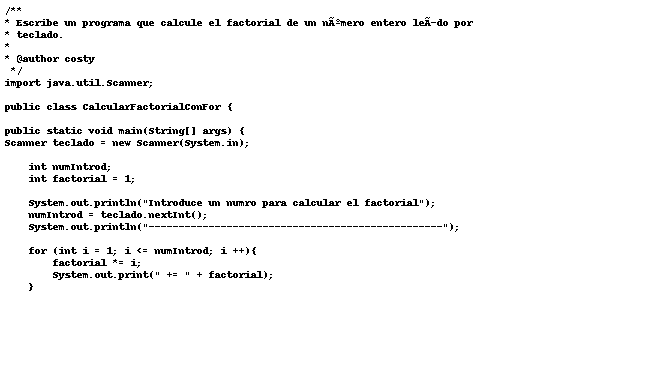 /**
* Escribe un programa que calcule el factorial de un nÃºmero entero leÃ-do por
* teclado.
*
* @author costy
*/
import java.util.Scanner;
public class CalcularFactorialConFor {
public static void main(String[] args) {
Scanner teclado = new Scanner(System.in);
int numIntrod;
int factorial = 1;
System.out.println("Introduce un numro para calcular el factorial");
numIntrod = teclado.nextInt();
System.out.println("-------------------------------------------------");
for (int i = 1; i <= numIntrod; i ++){
factorial *= i;
System.out.print(" += " + factorial);
}